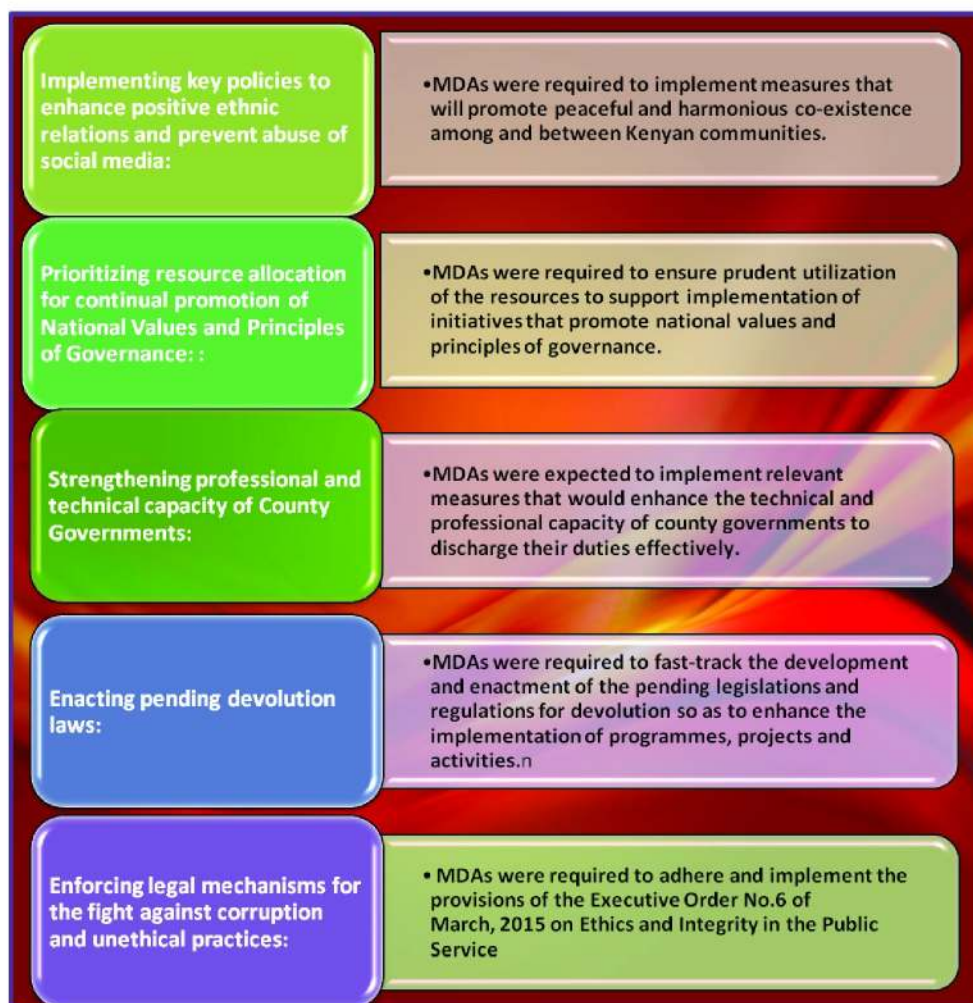 Implementing key policies to
enhance positive ethnic
relations and prevent abuse of
social media:
•MDAs were required to implement measures that
will promote peaceful and harmonious co-existence
among and between Kenyan communities.
Prioritizing resource allocation
for continual promotion of
National Values and Principles
of Governance: :
•MDAs were required to ensure prudent utilization
of the resources to support implementation of
initiatives that promote national values and
principles of governance.
Strengthening professional and
technical capacity of County
Governments:
•MDAs were expected to implement relevant
measures that would enhance the technical and
professional capacity of county governments to
discharge their duties effectively.
Enacting pending devolution
laws:
•MDAs were required to fast-track the development
and enactment of the pending legislations and
regulations for devolution so as to enhance the
implementation of programmes, projects and
activities.n
Enforcing legal mechanisms for
the fight against corruption
and unethical practices:
• MDAs were required to adhere and implement the
provisions of the Executive Order No.6 of
March, 2015 on Ethics and Integrity in the Public
Service